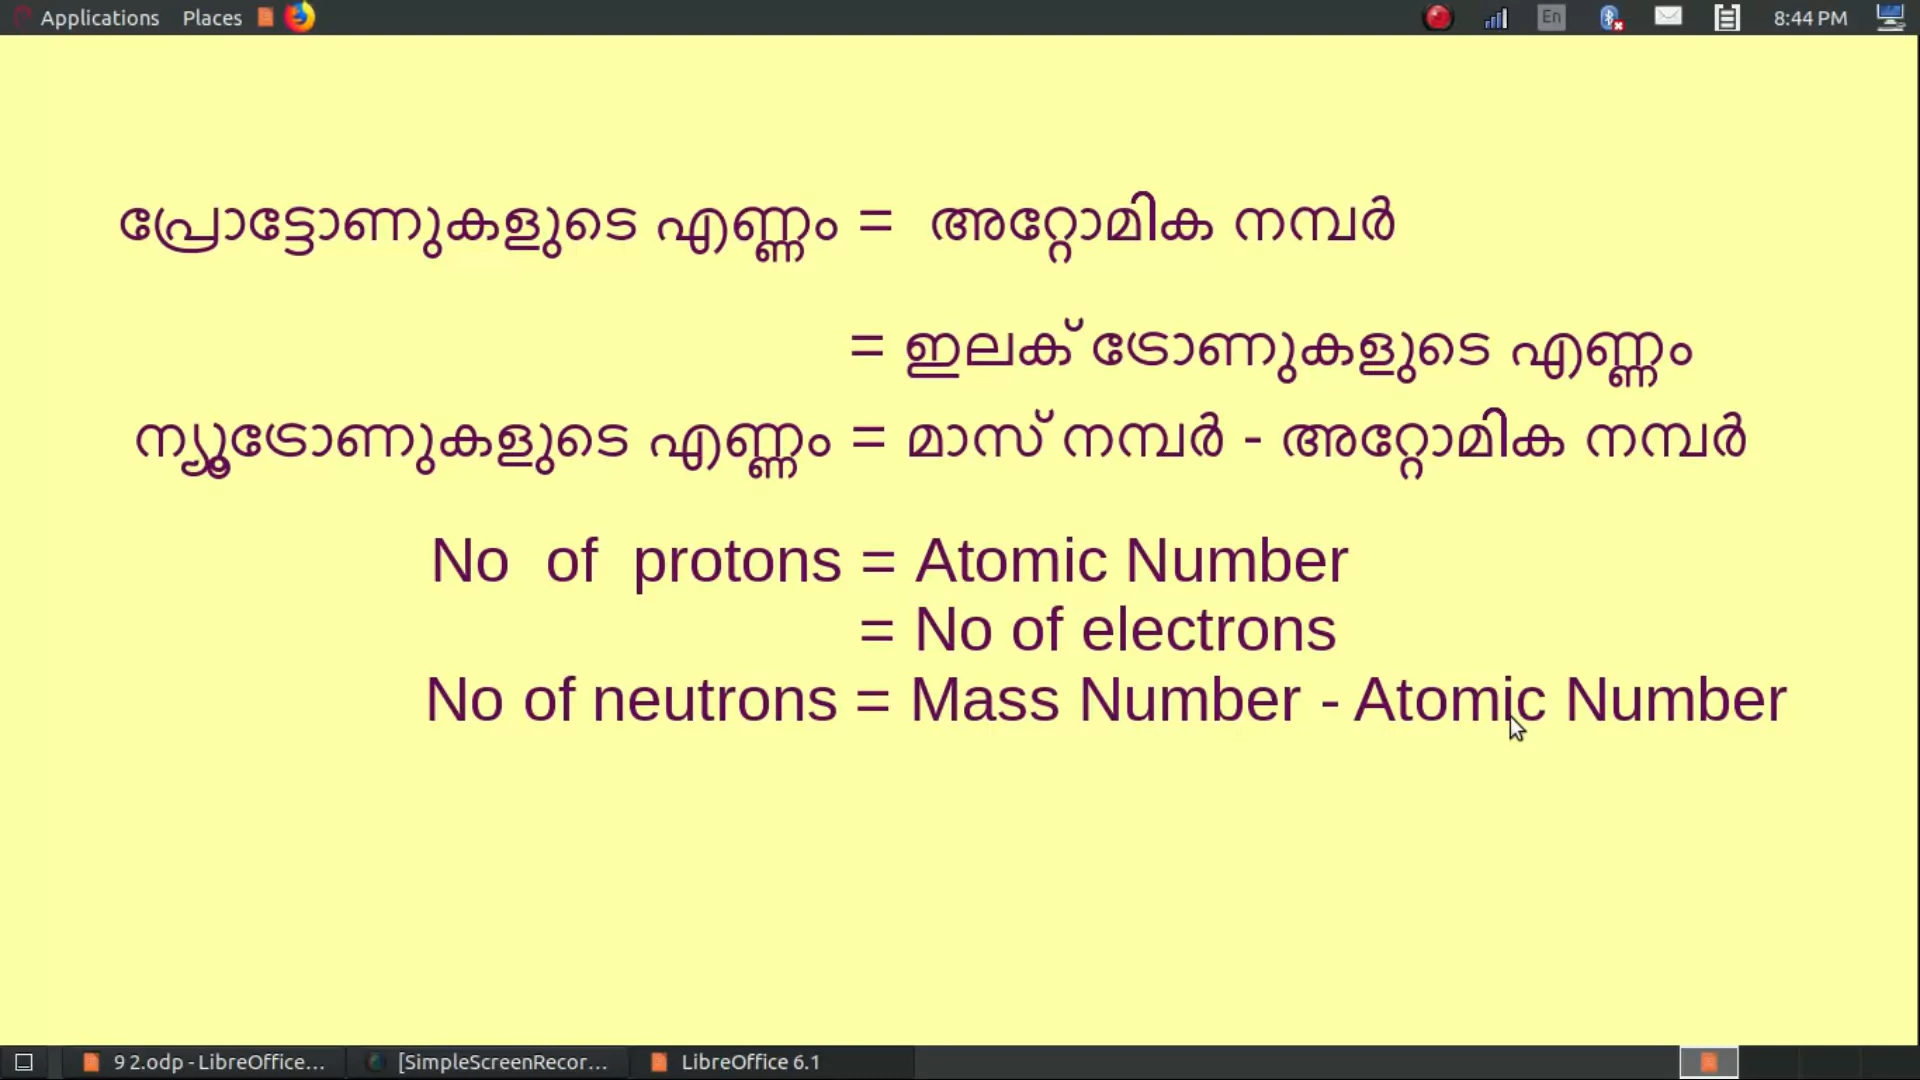 Applications Places En 8:44 PM
പ്രോട്ടോണുകളുടെ എണ്ണം = അറ്റോമിക നമ്പർ
= ഇലക് ട്രോണുകളുടെ എണ്ണം
ന്യൂട്രോണുകളുടെ എണ്ണം = മാസ് നമ്പർ - അറ്റോമിക നമ്പർ
No of protons = Atomic Number
= No of electrons
No of neutrons = Mass Number - Atomic Number
9 2.odp - LibreOffice... [SimpleScreenRecor... LibreOffice 6.1